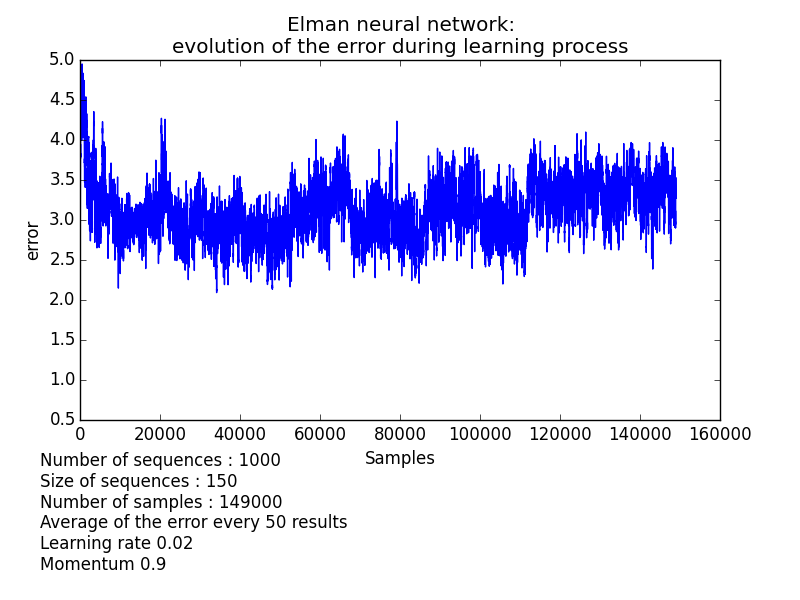 Elman neural network:
evolution of the error during learning process
5.0
4.5
4.0
3.5
3.0
2.5
2.0
1.5
1.0
0.5
error
0 20000 40000 60000 80000 100000 120000 140000 160000
Samples
Number of sequences : 1000
Size of sequences : 150
Number of samples : 149000
Average of the error every 50 results
Learning rate 0.02
Momentum 0.9